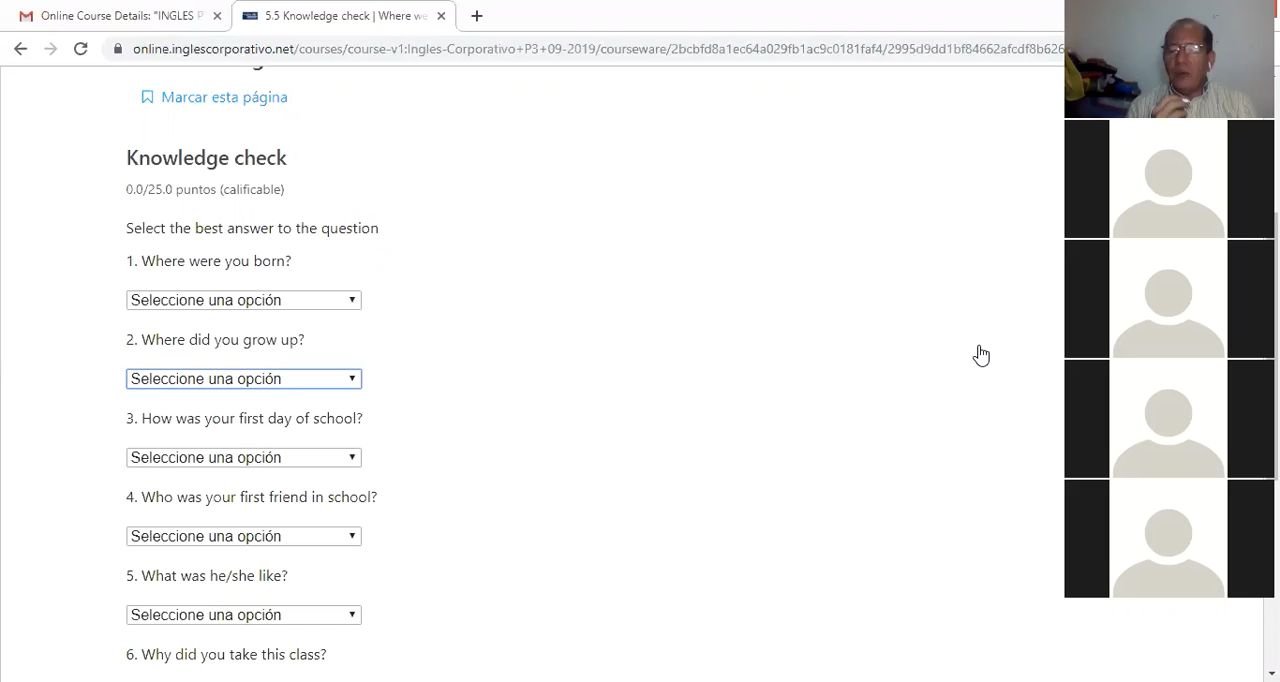 Online Course Details: "INGLES P
5.5 Knowledge check | Where we
online.inglescorporativo.net/courses/course-v1:Ingles-Corporativo+P3+09-2019/courseware/2bcbfd8a1ec64a029fb1ac9c0181faf4/2995d9dd1bf84662afcdf8b626
Marcar esta página
Knowledge check
0.0/25.0 puntos (calificable)
Select the best answer to the question
1. Where were you born?
Seleccione una opción
2. Where did you grow up?
Seleccione una opción
3. How was your first day of school?
Seleccione una opción
4. Who was your first friend in school?
Seleccione una opción
5. What was he/she like?
Seleccione una opción
6. Why did you take this class?